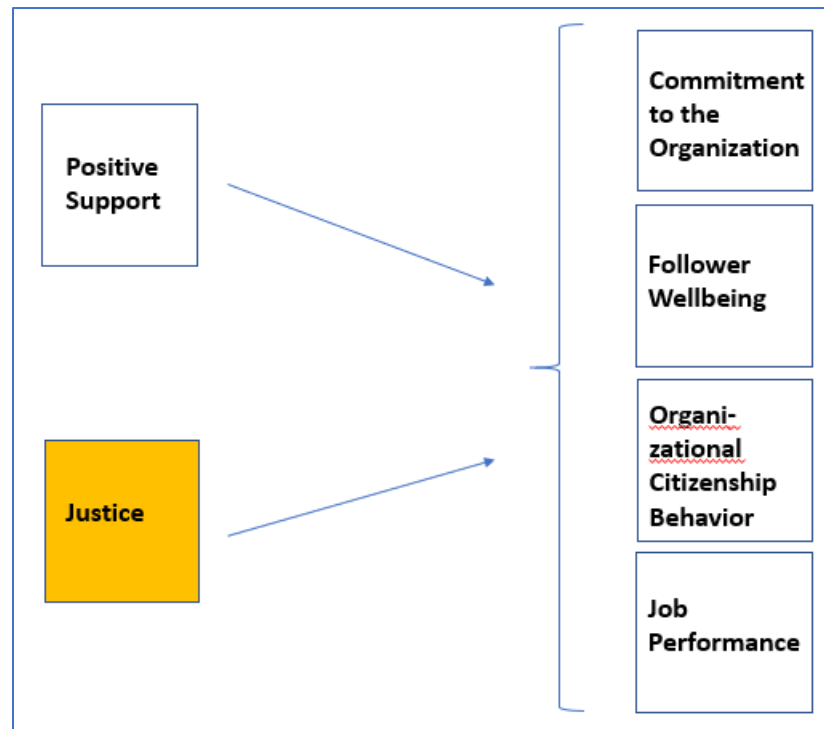 Positive
Support
Justice
Commitment
to the
Organization
Follower
Wellbeing
Organi-
zational
Citizenship
Behavior
Job
Performance